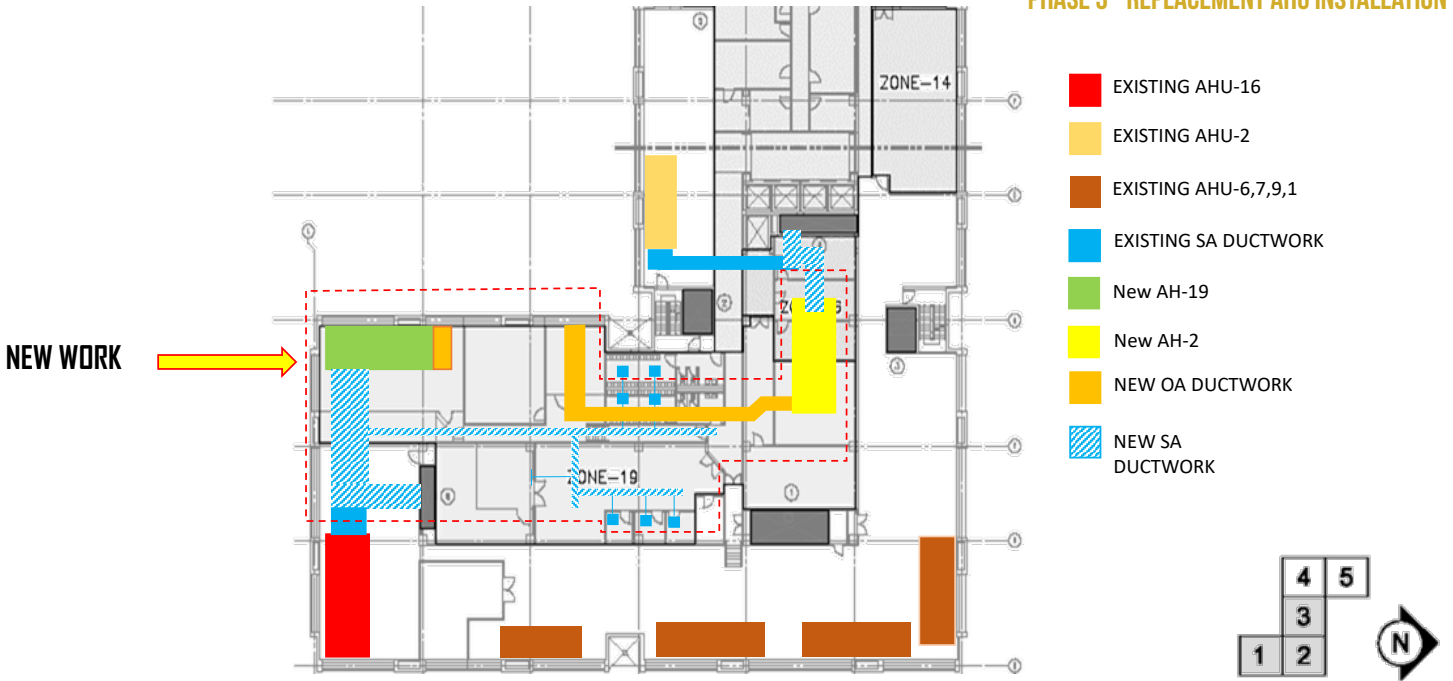 PHASE 3 - REPLACEMENT AHU INSTALLATION
EXISTING AHU-16
EXISTING AHU-2
EXISTING AHU-6,7,9,1
EXISTING SA DUCTWORK
New AH-19
New AH-2
NEW OA DUCTWORK
NEW SA
DUCTWORK
NEW WORK
ZONE-14
ZONE-19
4 5
3
1 2
N